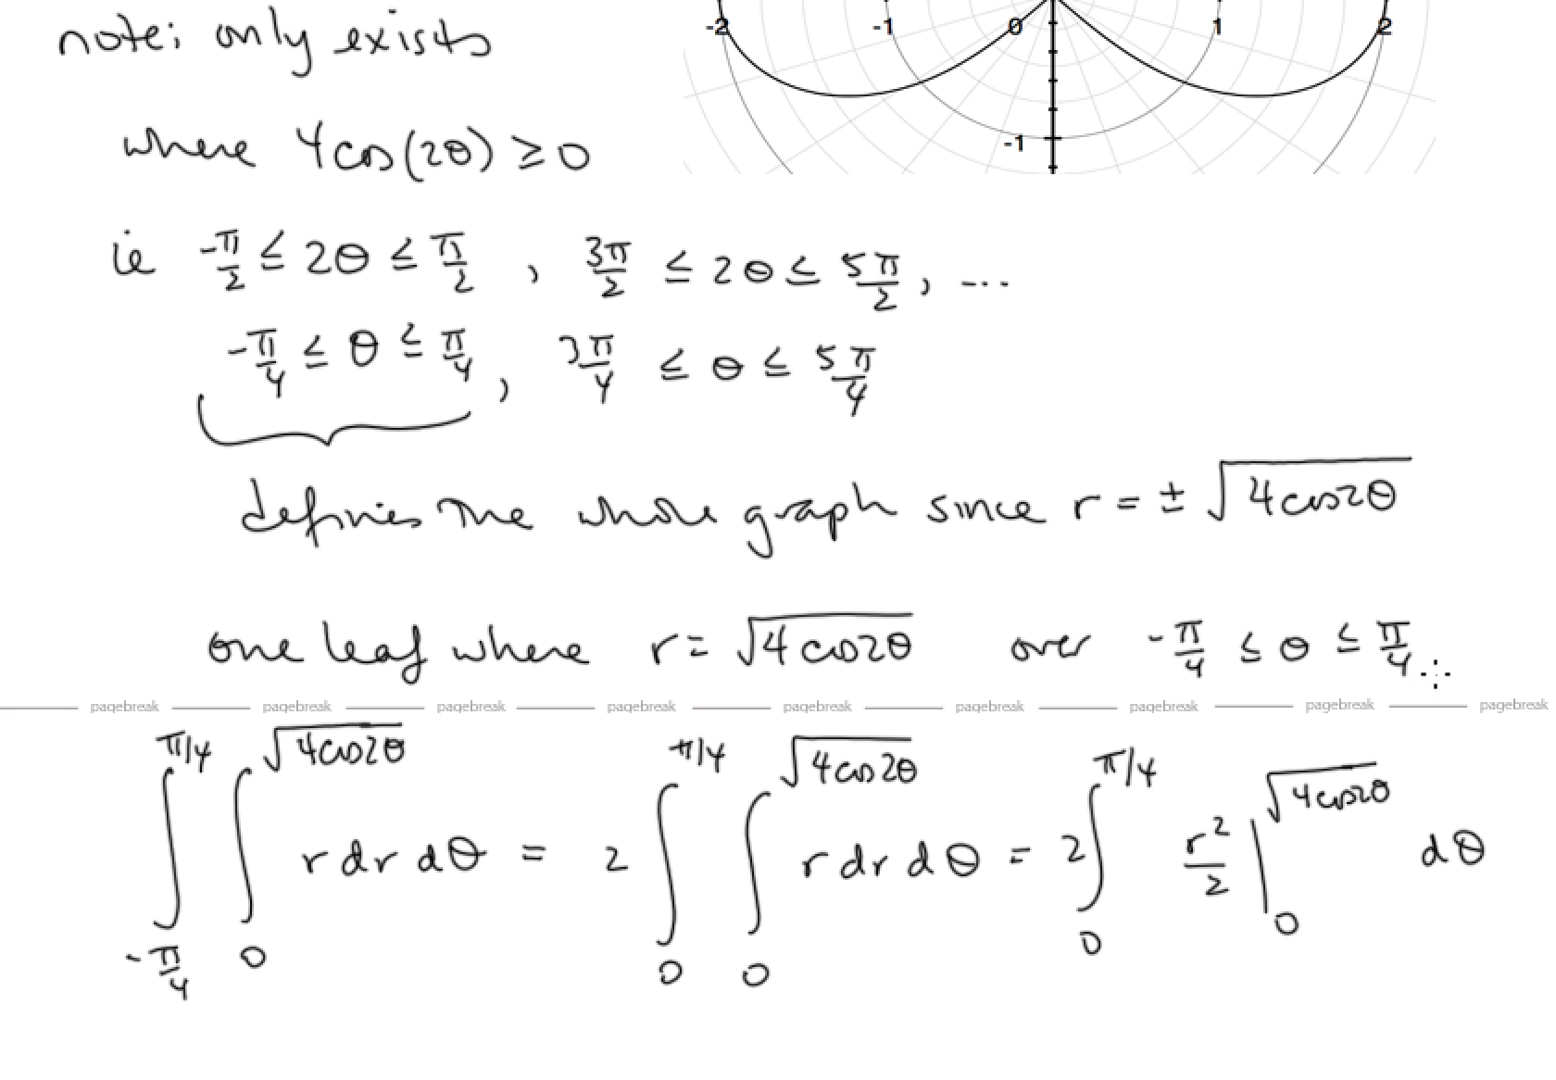 note: only exists
-2 -1 0 1 2
where 4cos(2θ) ≥ 0
-1
ie -π/2 ≤ 2θ ≤ π/2 , 3π/2 ≤ 2θ ≤ 5π/2 , ...
-π/4 ≤ θ ≤ π/4 , 3π/4 ≤ θ ≤ 5π/4
defines the whole graph since r = ± √4cos2θ
one leaf where r = √4cos2θ over -π/4 ≤ θ ≤ π/4
pagebreak pagebreak pagebreak pagebreak pagebreak pagebreak pagebreak pagebreak pagebreak
∫_{-π/4}^{π/4} ∫_0^{√4cos2θ} r dr dθ = 2 ∫_0^{π/4} ∫_0^{√4cos2θ} r dr dθ = 2 ∫_0^{π/4} r²/2 |_0^{√4cos2θ} dθ